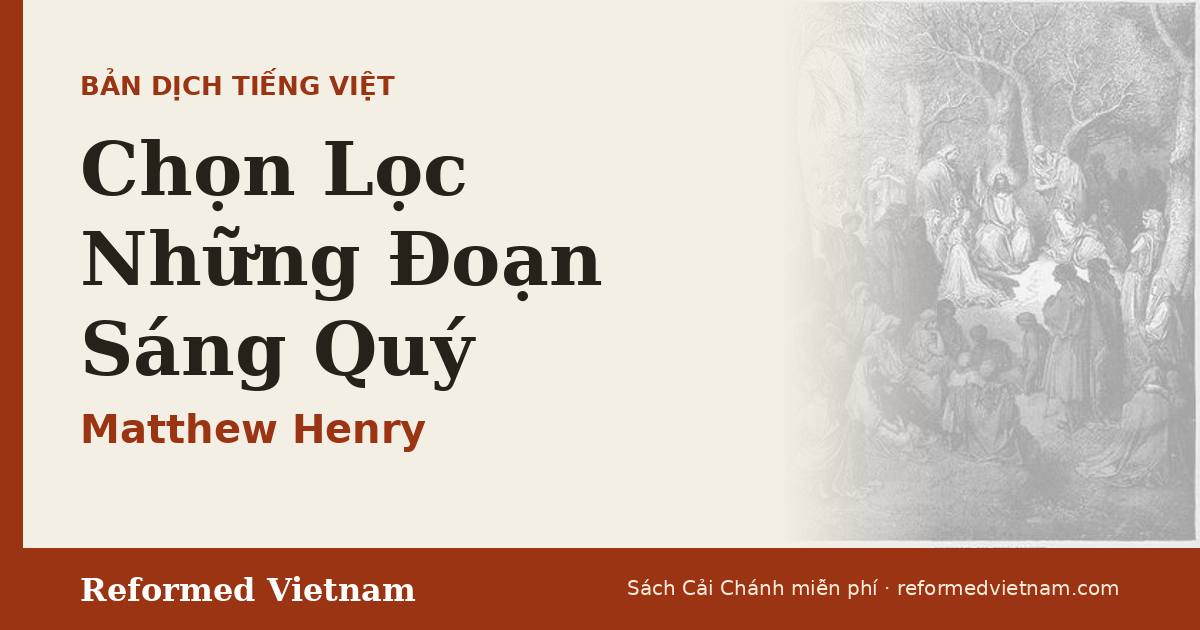 BẢN DỊCH TIẾNG VIỆT
Chọn Lọc
Những Đoạn
Sáng Quý
Matthew Henry
Reformed Vietnam
Sách Cải Chánh miễn phí · reformedvietnam.com